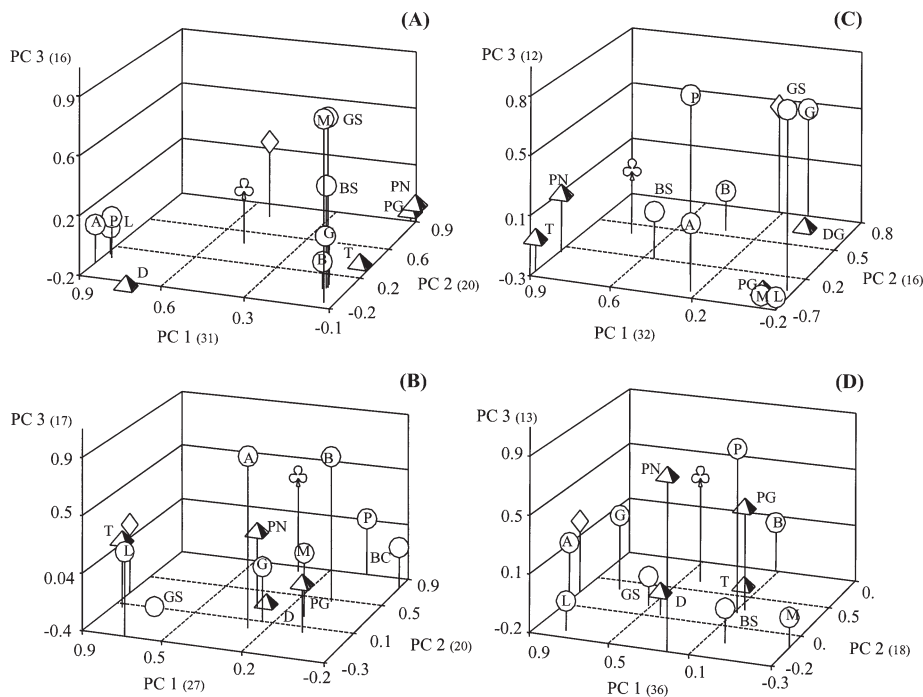 (A)
PC 3 (16)
0.9
0.6
0.2
-0.2
0.9
0.6
0.3
-0.1
-0.2
0.2
0.6
0.9
PC 1 (31)
PC 2 (20)
A
P
L
D
M
GS
BS
G
B
T
PN
PG
(C)
PC 3 (12)
0.8
0.5
0.1
-0.3
0.9
0.6
0.2
-0.2
-0.7
0.2
0.5
0.8
PC 1 (32)
PC 2 (16)
PN
T
BS
P
A
B
GS
G
DG
PG
M
L
(B)
PC 3 (17)
0.9
0.5
0.04
-0.4
0.9
0.5
0.2
-0.2
-0.3
0.1
0.5
0.9
PC 1 (27)
PC 2 (20)
T
L
GS
A
PN
G
D
B
M
PG
P
BC
(D)
PC 3 (13)
0.9
0.5
0.1
-0.2
0.9
0.5
0.1
-0.3
-0.2
0.
0.
0.
PC 1 (36)
PC 2 (18)
A
L
G
GS
PN
D
P
PG
T
BS
B
M